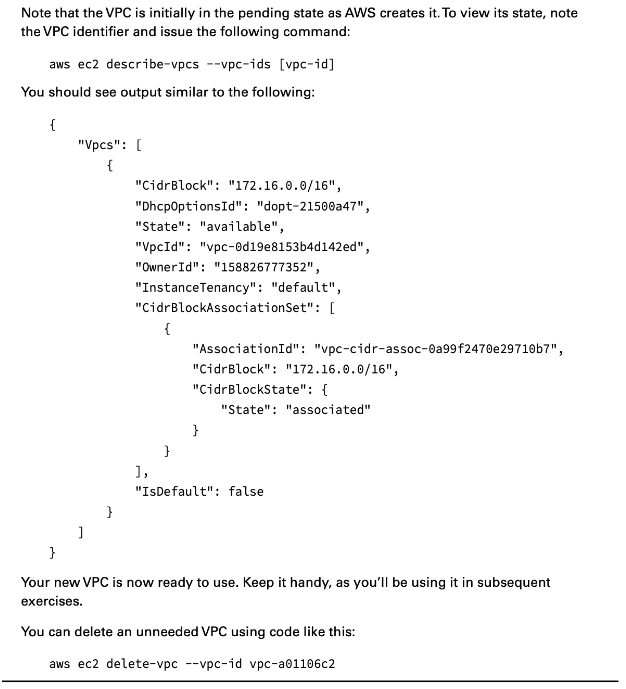 Note that the VPC is initially in the pending state as AWS creates it. To view its state, note
the VPC identifier and issue the following command:
aws ec2 describe-vpcs --vpc-ids [vpc-id]
You should see output similar to the following:
{
"Vpcs": [
{
"CidrBlock": "172.16.0.0/16",
"DhcpOptionsId": "dopt-21500a47",
"State": "available",
"VpcId": "vpc-0d19e8153b4d142ed",
"OwnerId": "158826777352",
"InstanceTenancy": "default",
"CidrBlockAssociationSet": [
{
"AssociationId": "vpc-cidr-assoc-0a99f2470e29710b7",
"CidrBlock": "172.16.0.0/16",
"CidrBlockState": {
"State": "associated"
}
}
],
"IsDefault": false
}
]
}
Your new VPC is now ready to use. Keep it handy, as you’ll be using it in subsequent
exercises.
You can delete an unneeded VPC using code like this:
aws ec2 delete-vpc --vpc-id vpc-a01106c2